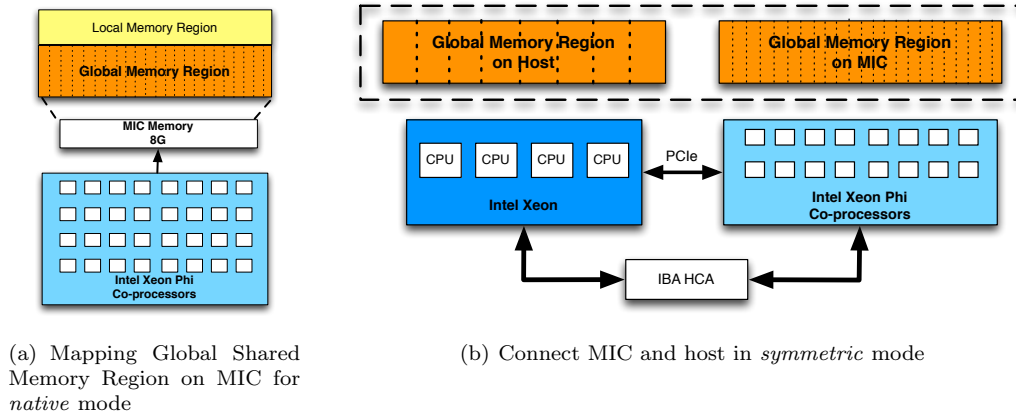 Local Memory Region
Global Memory Region
MIC Memory
8G
Intel Xeon Phi
Co-processors
(a) Mapping Global Shared
Memory Region on MIC for
native mode
Global Memory Region
on Host
Global Memory Region
on MIC
CPU CPU CPU CPU
Intel Xeon
PCIe
Intel Xeon Phi
Co-processors
IBA HCA
(b) Connect MIC and host in symmetric mode